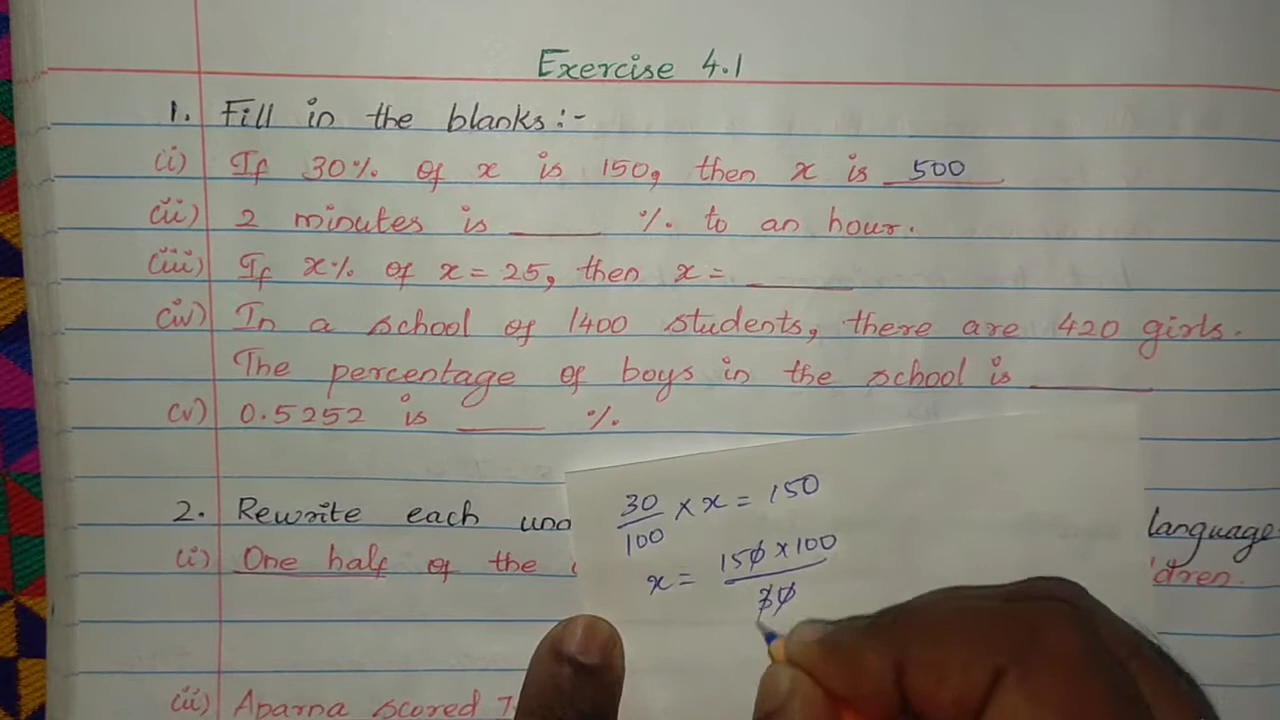 Exercise 4.1
1. Fill in the blanks:-
(i) If 30% of x is 150, then x is 500
(ii) 2 minutes is _____ % to an hour.
(iii) If x% of x = 25, then x = ______
(iv) In a school of 1400 students, there are 420 girls.
The percentage of boys in the school is ______
(v) 0.5252 is _____ %
30/100 × x = 150
x = 150 × 100 / 30
2. Rewrite each language
(i) One half of the
(ii) Aparna scored 7